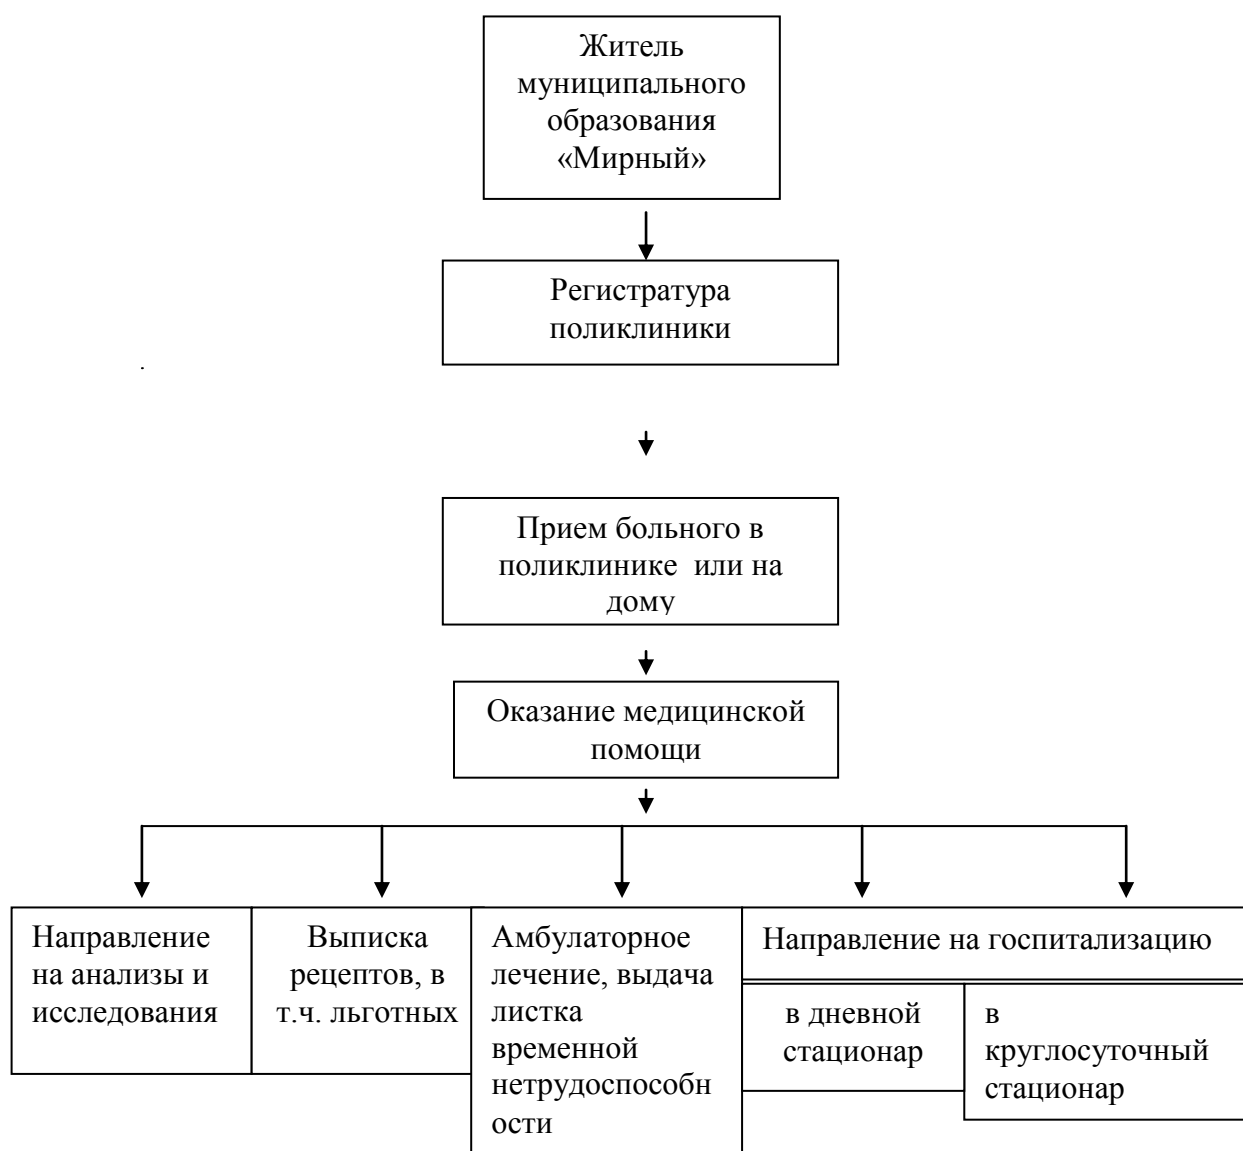 Житель
муниципального
образования
«Мирный»
Регистратура
поликлиники
.
Прием больного в
поликлинике или на
дому
Оказание медицинской
помощи
Направление
на анализы и
исследования
Выписка
рецептов, в
т.ч. льготных
Амбулаторное
лечение, выдача
листка
временной
нетрудоспособн
ости
Направление на госпитализацию
в дневной
стационар
в
круглосуточный
стационар